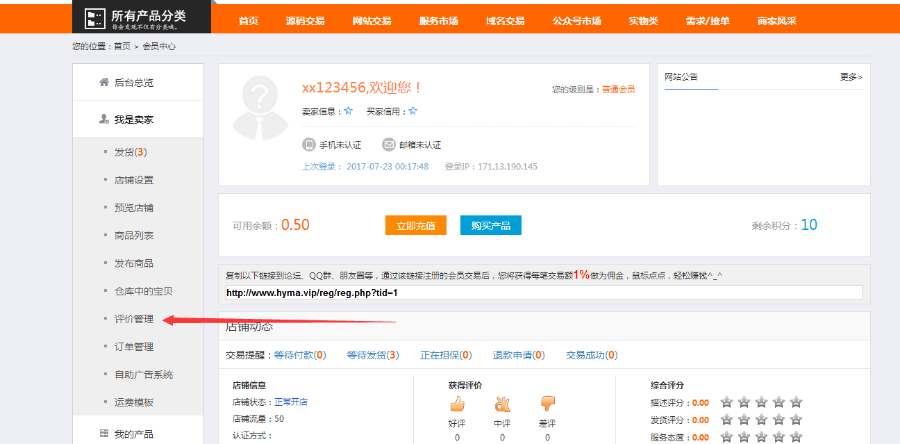 所有产品分类
你会发现不仅有分类哦。
首页 源码交易 网站交易 服务市场 域名交易 公众号市场 实物类 需求/接单 商家风采
您的位置：首页 > 会员中心
后台总览
我是卖家
发货(3)
店铺设置
预览店铺
商品列表
发布商品
仓库中的宝贝
评价管理
订单管理
自助广告系统
运费模板
我的产品
xx123456,欢迎您！
您的级别是：普通会员
卖家信息：
买家信用：
手机未认证
邮箱未认证
上次登录： 2017-07-23 00:17:48 登录IP：171.13.190.145
网站公告 更多>
可用余额：0.50
立即充值
购买产品
剩余积分：10
复制以下链接到论坛、QQ群、朋友圈等，通过该链接注册的会员交易后，您将获得每笔交易额1%做为佣金，鼠标点点，轻松赚钱^_^
http://www.hyma.vip/reg/reg.php?tid=1
店铺动态
交易提醒：等待付款(0) 等待发货(3) 正在担保(0) 退款申请(0) 交易成功(0)
店铺信息
店铺状态：正常开店
店铺流量：50
认证方式：
获得评价
好评 中评 差评
0 0 0
综合评分
描述评分：0.00
发货评分：0.00
服务态度：0.00